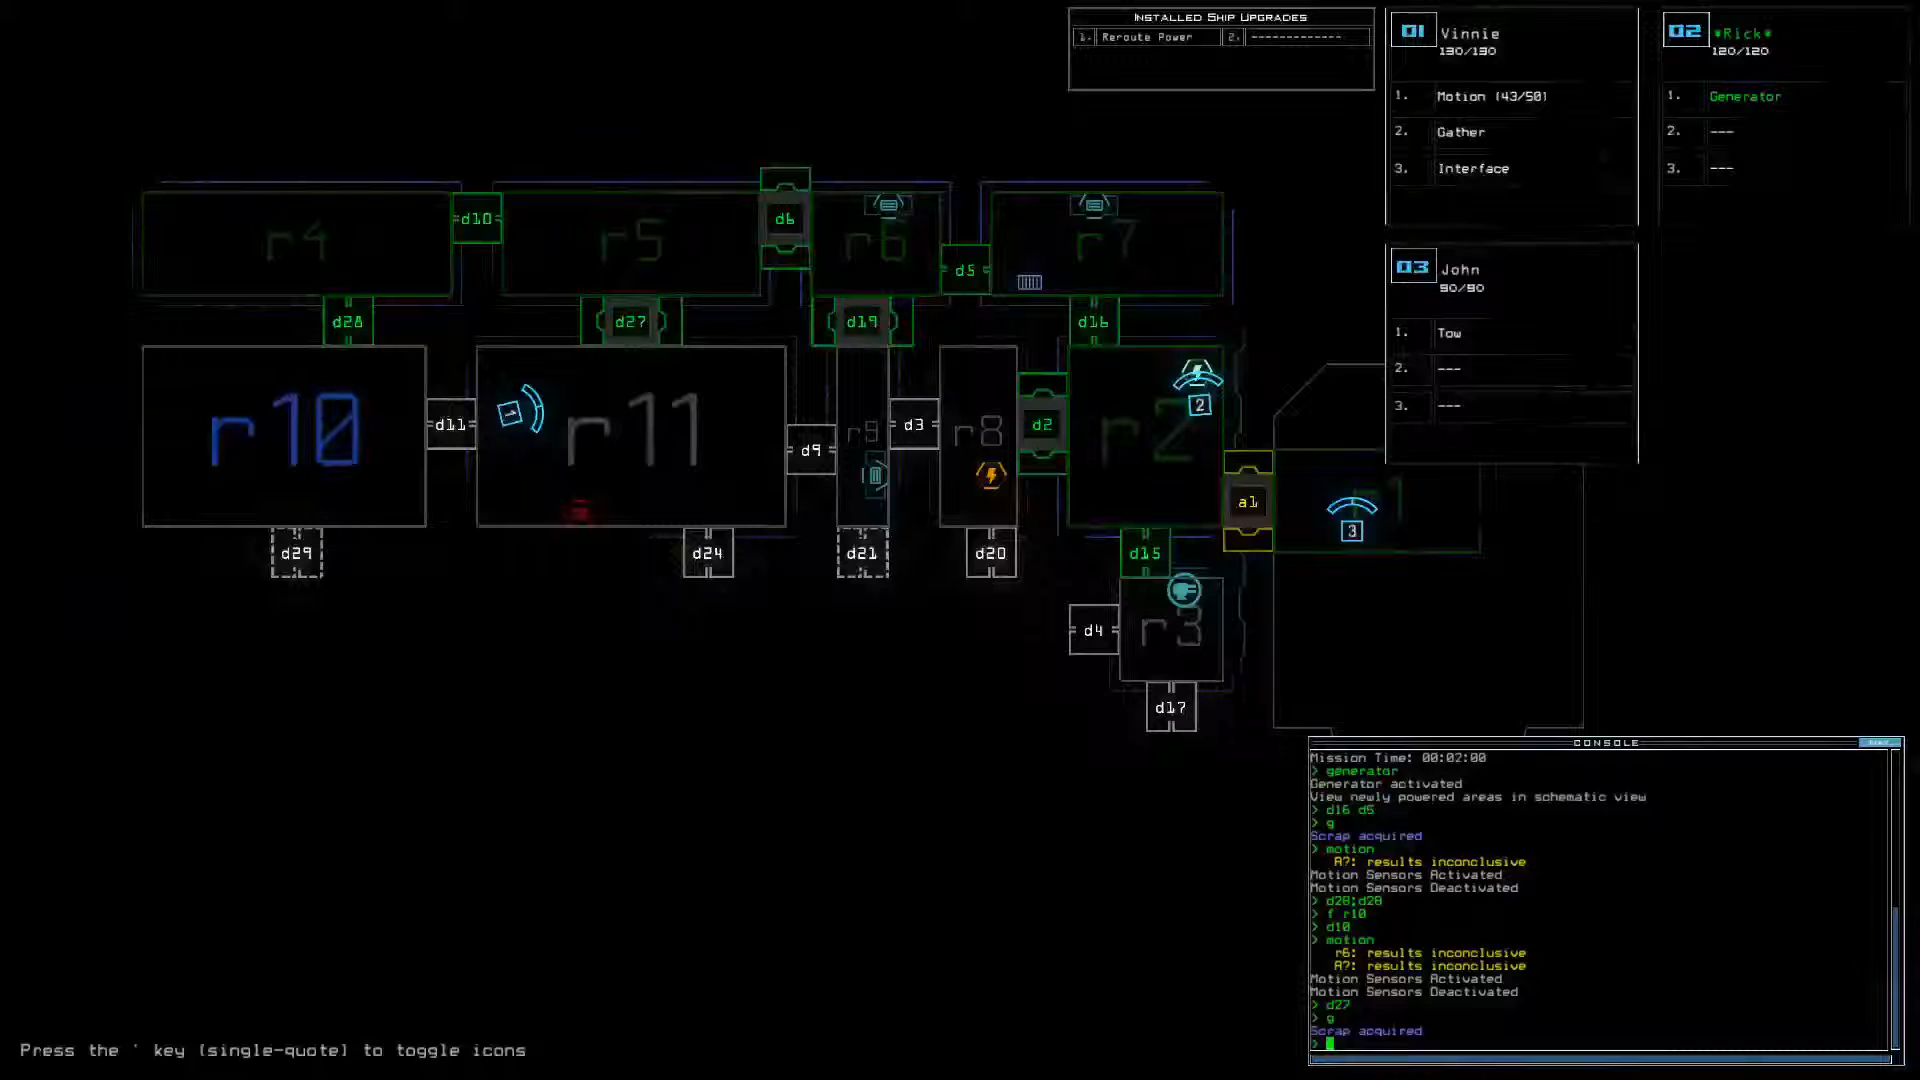 INSTALLED SHIP UPGRADES
1. Reroute Power 2. -------------
01 Vinnie
130/130
1. Motion (43/50)
2. Gather
3. Interface
02 *Rick*
120/120
1. Generator
2. ---
3. ---
03 John
90/90
1. Tow
2. ---
3. ---
r4
d10
r5
d6
r6
d5
r7
d28
d27
d19
d16
r10
d11
1
r11
d9
r9
d3
r8
d2
r2
2
a1
r1
3
d29
d24
d21
d20
d15
d4
r3
d17
CONSOLE
Mission Time: 00:02:00
> generator
Generator activated
View newly powered areas in schematic view
> d16 d5
> g
Scrap acquired
> motion
A?: results inconclusive
Motion Sensors Activated
Motion Sensors Deactivated
> d28;d28
> f r10
> d10
> motion
r6: results inconclusive
A?: results inconclusive
Motion Sensors Activated
Motion Sensors Deactivated
> d27
> g
Scrap acquired
>
Press the ' key (single-quote) to toggle icons